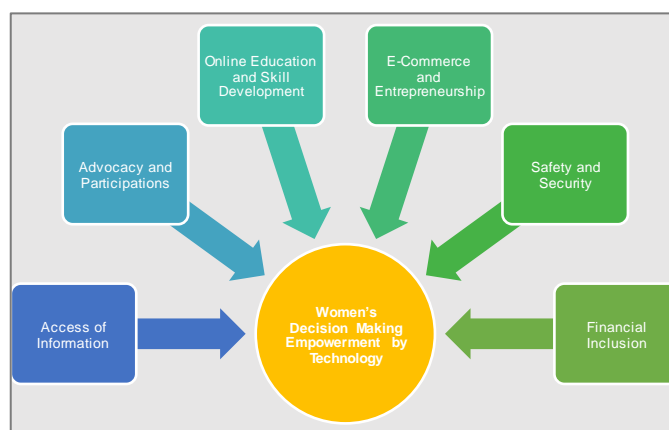 Online Education
and Skill
Development
E-Commerce
and
Entrepreneurship
Advocacy and
Participations
Safety and
Security
Access of
Information
Women's
Decision Making
Empowerment by
Technology
Financial
Inclusion